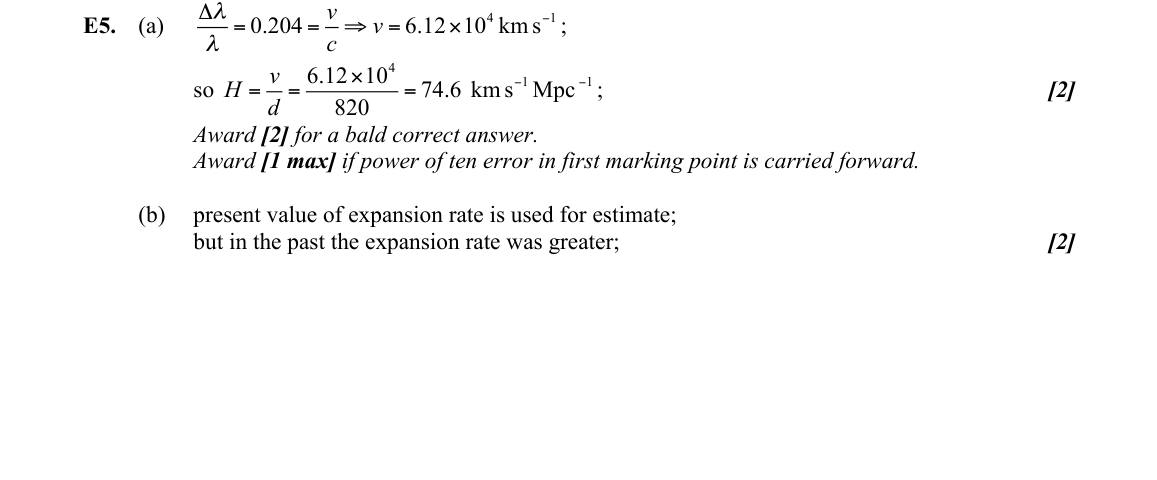 E5. (a) Δλ/λ = 0.204 = v/c ⇒ v = 6.12×10⁴ km s⁻¹ ;
so H = v/d = 6.12×10⁴/820 = 74.6 km s⁻¹ Mpc⁻¹ ; [2]
Award [2] for a bald correct answer.
Award [1 max] if power of ten error in first marking point is carried forward.
(b) present value of expansion rate is used for estimate;
but in the past the expansion rate was greater; [2]